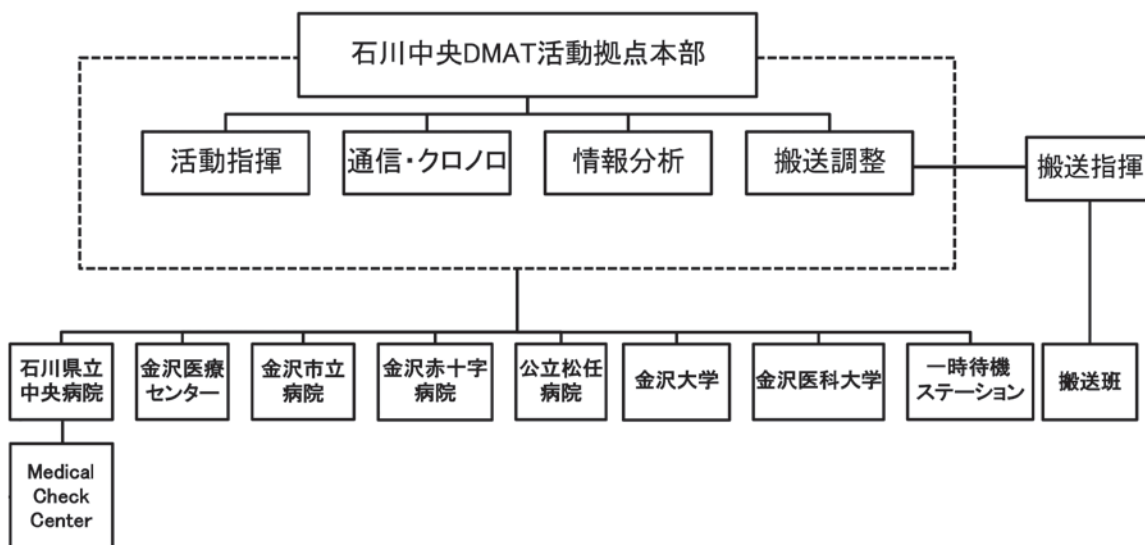 石川中央DMAT活動拠点本部
活動指揮
通信・クロノロ
情報分析
搬送調整
搬送指揮
石川県立
中央病院
金沢医療
センター
金沢市立
病院
金沢赤十字
病院
公立松任
病院
金沢大学
金沢医科大学
一時待機
ステーション
搬送班
Medical
Check
Center